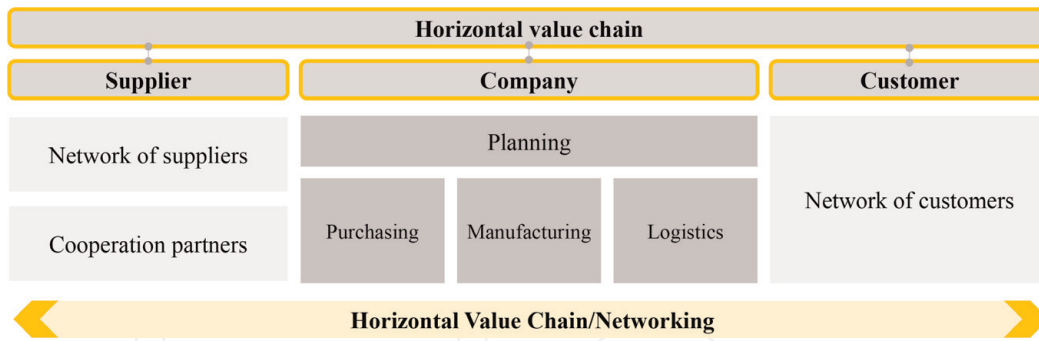 Horizontal value chain
Supplier
Company
Customer
Network of suppliers
Cooperation partners
Planning
Purchasing
Manufacturing
Logistics
Network of customers
Horizontal Value Chain/Networking